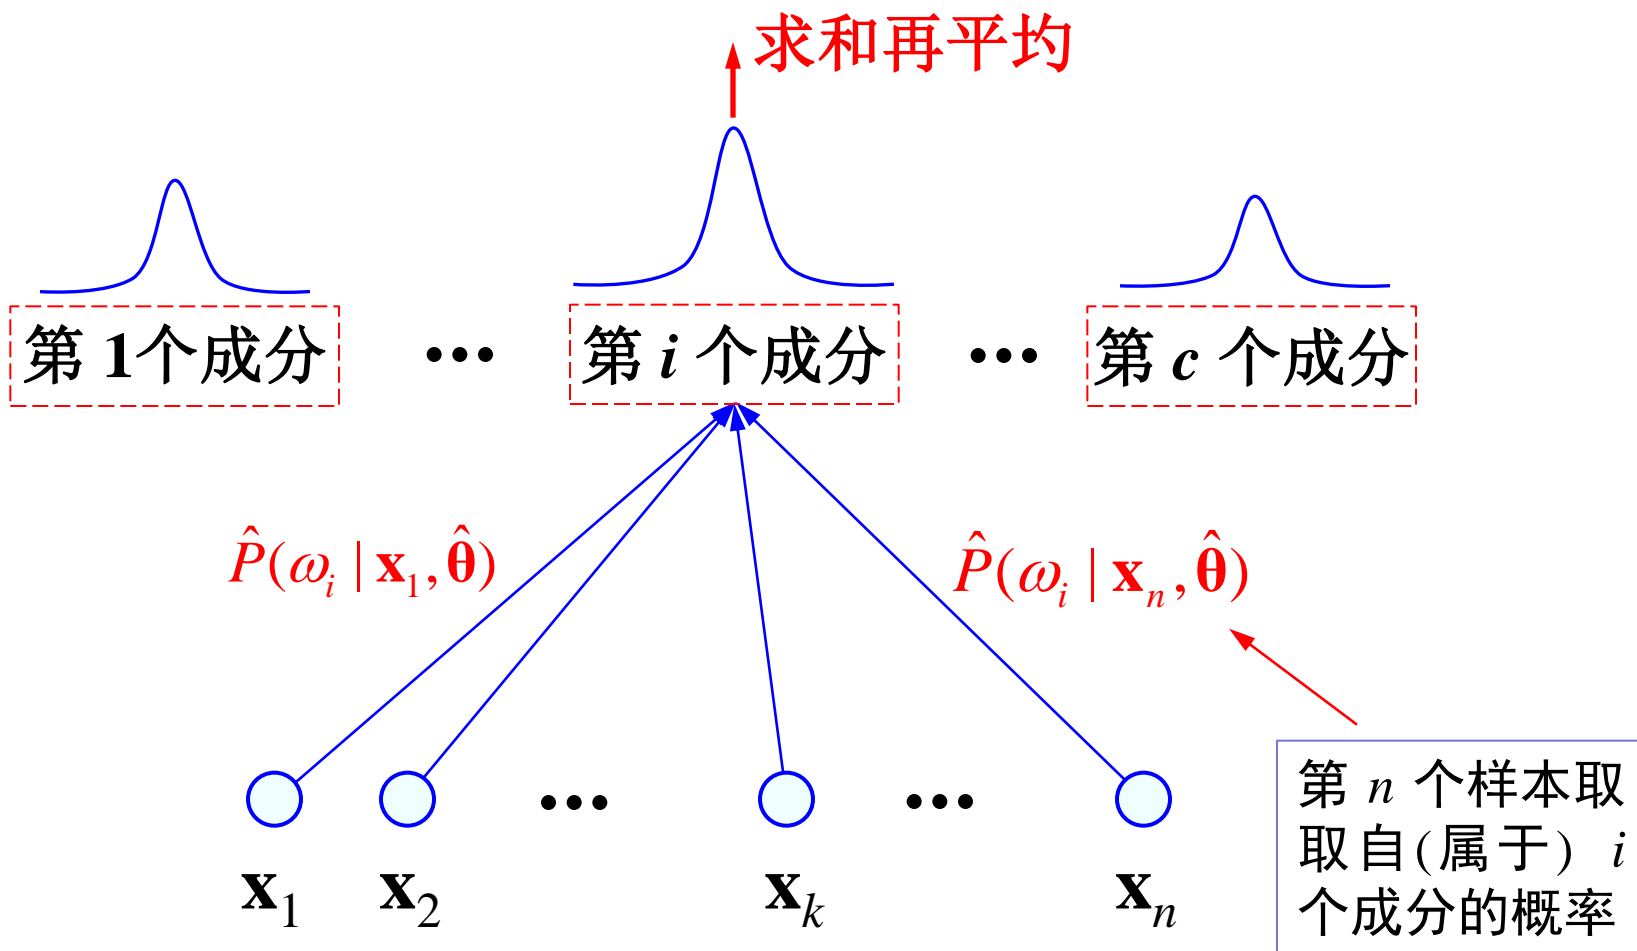 求和再平均
第 1个成分 ... 第 i 个成分 ... 第 c 个成分
P̂(ω_i | x_1, θ̂) P̂(ω_i | x_n, θ̂)
... ...
x_1 x_2 x_k x_n
第 n 个样本取
取自(属于) i
个成分的概率